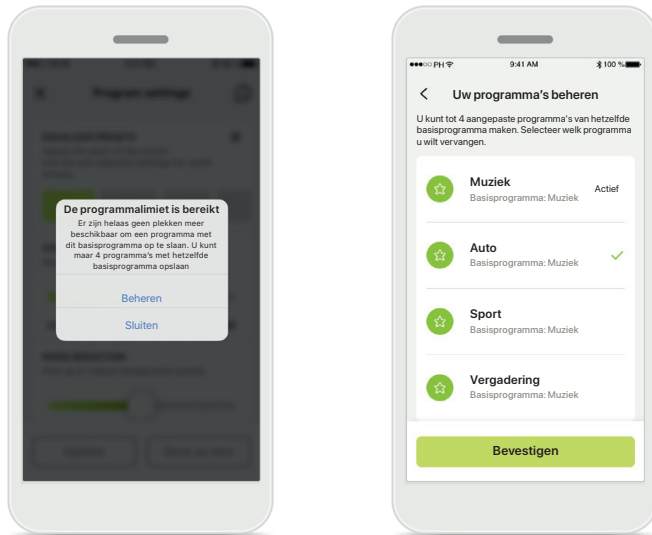 Program settings
De programmalimiet is bereikt
Er zijn helaas geen plekken meer
beschikbaar om een programma met
dit basisprogramma op te slaan. U kunt
maar 4 programma's met hetzelfde
basisprogramma opslaan
Beheren
Sluiten
PH 9:41 AM 100 %
Uw programma's beheren
U kunt tot 4 aangepaste programma's van hetzelfde
basisprogramma maken. Selecteer welk programma
u wilt vervangen.
Muziek
Actief
Basisprogramma: Muziek
Auto
Basisprogramma: Muziek
Sport
Basisprogramma: Muziek
Vergadering
Basisprogramma: Muziek
Bevestigen